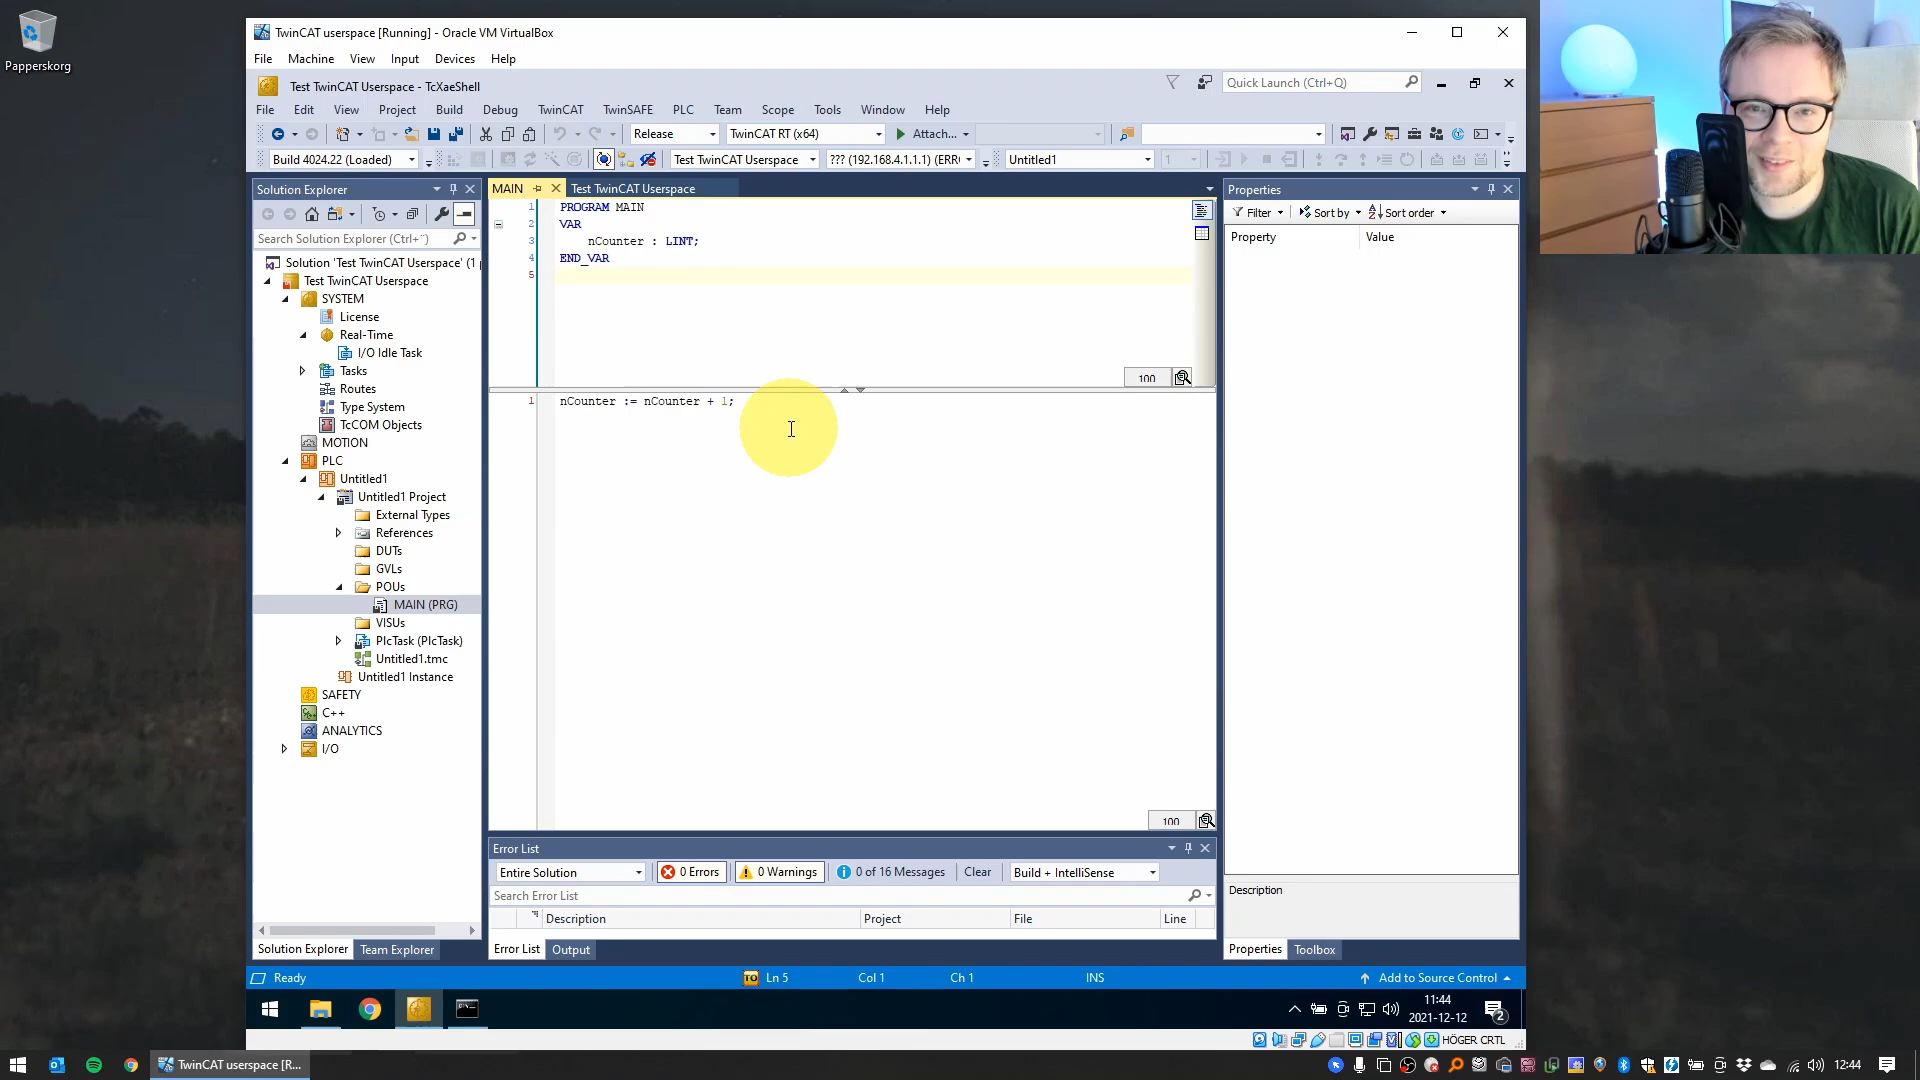 Papperskorg
TwinCAT userspace [Running] - Oracle VM VirtualBox
File Machine View Input Devices Help
Test TwinCAT Userspace - TcXaeShell
Quick Launch (Ctrl+Q)
File Edit View Project Build Debug TwinCAT TwinSAFE PLC Team Scope Tools Window Help
Release TwinCAT RT (x64) Attach...
Build 4024.22 (Loaded) Test TwinCAT Userspace ??? (192.168.4.1.1.1) (ERR Untitled1 1
Solution Explorer
Search Solution Explorer (Ctrl+¨)
Solution 'Test TwinCAT Userspace' (1 p
Test TwinCAT Userspace
SYSTEM
License
Real-Time
I/O Idle Task
Tasks
Routes
Type System
TcCOM Objects
MOTION
PLC
Untitled1
Untitled1 Project
External Types
References
DUTs
GVLs
POUs
MAIN (PRG)
VISUs
PlcTask (PlcTask)
Untitled1.tmc
Untitled1 Instance
SAFETY
C++
ANALYTICS
I/O
Solution Explorer Team Explorer
MAIN Test TwinCAT Userspace
1 PROGRAM MAIN
2 VAR
3 nCounter : LINT;
4 END_VAR
5
100
1 nCounter := nCounter + 1;
100
Error List
Entire Solution 0 Errors 0 Warnings 0 of 16 Messages Clear Build + IntelliSense
Search Error List
Description Project File Line
Error List Output
Properties
Filter Sort by Sort order
Property Value
Description
Properties Toolbox
Ready TO Ln 5 Col 1 Ch 1 INS Add to Source Control
11:44
2021-12-12
2
HÖGER CRTL
TwinCAT userspace [R...
12:44